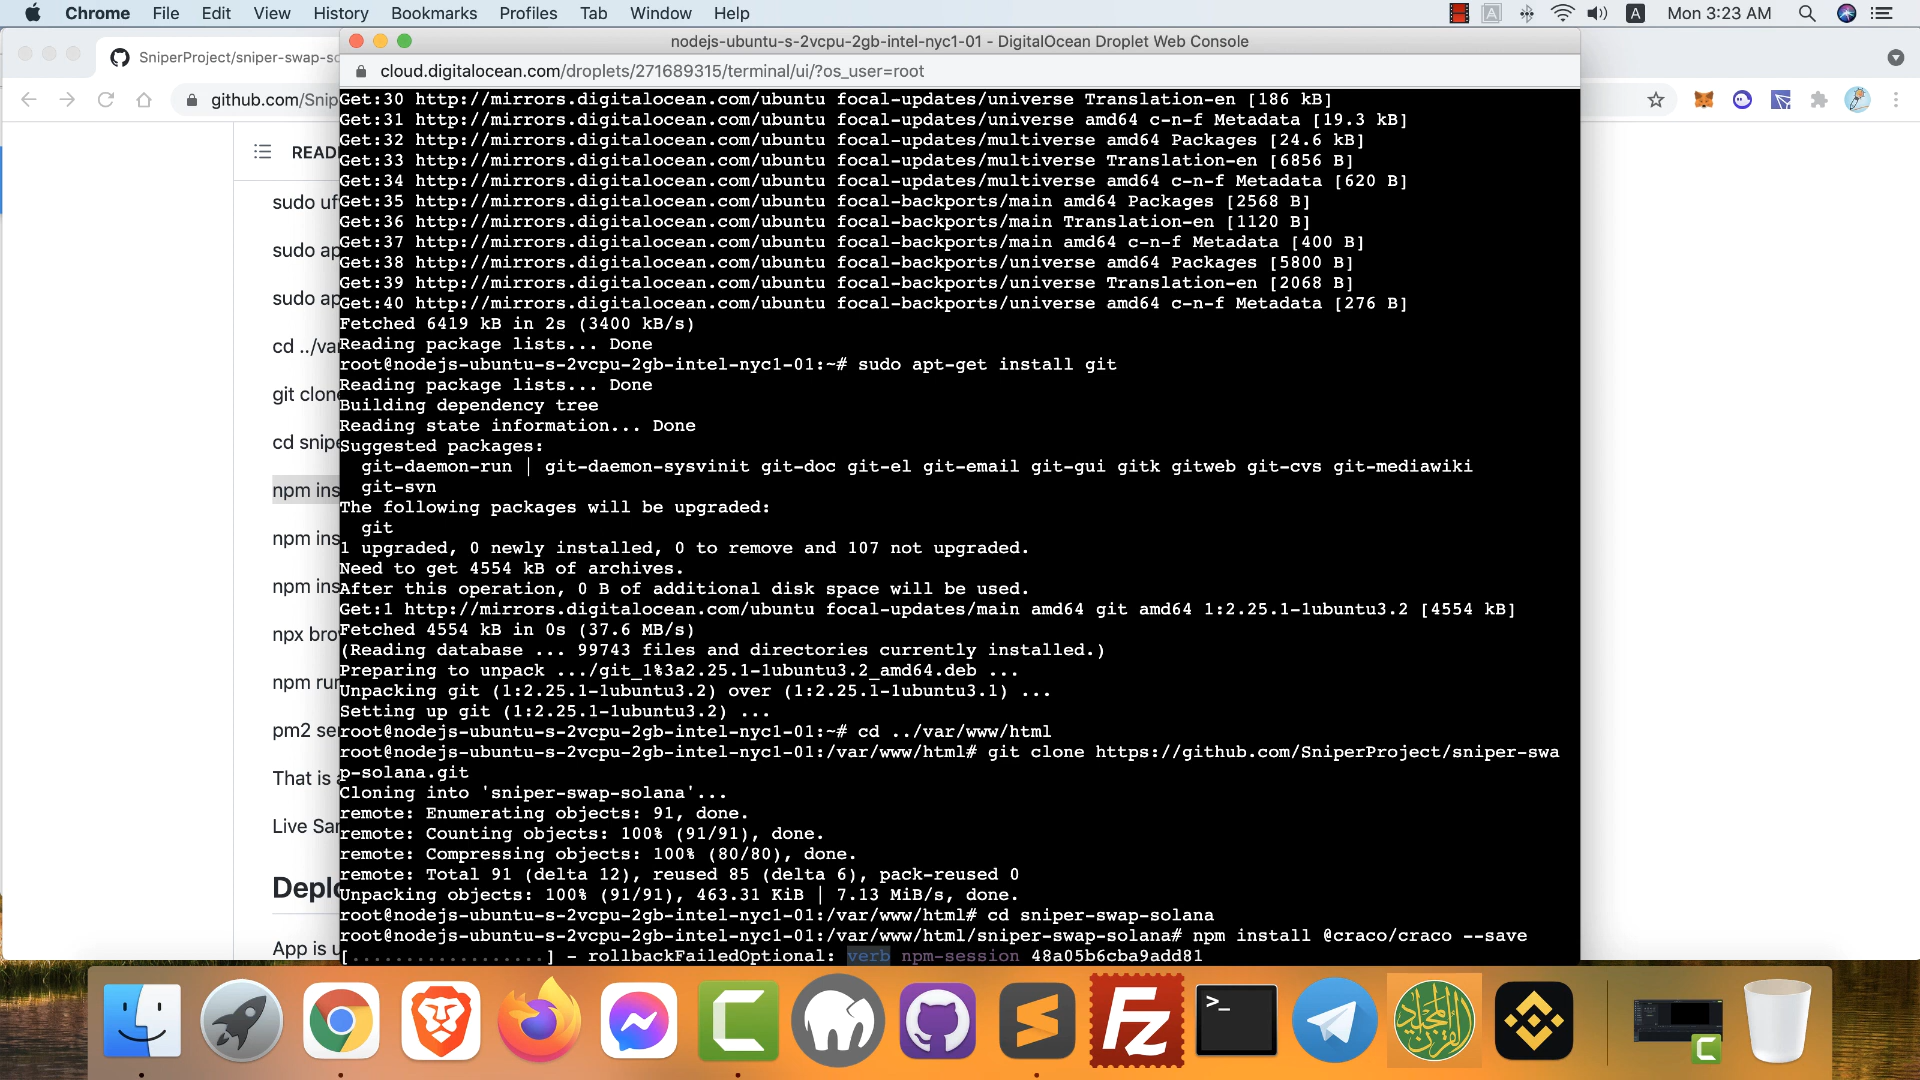 Chrome File Edit View History Bookmarks Profiles Tab Window Help A A Mon 3:23 AM
nodejs-ubuntu-s-2vcpu-2gb-intel-nyc1-01 - DigitalOcean Droplet Web Console
SniperProject/sniper-swap-so
cloud.digitalocean.com/droplets/271689315/terminal/ui/?os_user=root
github.com/Snip
READ
sudo uf
sudo ap
sudo ap
cd ../va
git clon
cd snipe
npm ins
npm ins
npm ins
npx bro
npm run
pm2 se
That is
Live Sa
Deplo
App is u
Get:30 http://mirrors.digitalocean.com/ubuntu focal-updates/universe Translation-en [186 kB]
Get:31 http://mirrors.digitalocean.com/ubuntu focal-updates/universe amd64 c-n-f Metadata [19.3 kB]
Get:32 http://mirrors.digitalocean.com/ubuntu focal-updates/multiverse amd64 Packages [24.6 kB]
Get:33 http://mirrors.digitalocean.com/ubuntu focal-updates/multiverse Translation-en [6856 B]
Get:34 http://mirrors.digitalocean.com/ubuntu focal-updates/multiverse amd64 c-n-f Metadata [620 B]
Get:35 http://mirrors.digitalocean.com/ubuntu focal-backports/main amd64 Packages [2568 B]
Get:36 http://mirrors.digitalocean.com/ubuntu focal-backports/main Translation-en [1120 B]
Get:37 http://mirrors.digitalocean.com/ubuntu focal-backports/main amd64 c-n-f Metadata [400 B]
Get:38 http://mirrors.digitalocean.com/ubuntu focal-backports/universe amd64 Packages [5800 B]
Get:39 http://mirrors.digitalocean.com/ubuntu focal-backports/universe Translation-en [2068 B]
Get:40 http://mirrors.digitalocean.com/ubuntu focal-backports/universe amd64 c-n-f Metadata [276 B]
Fetched 6419 kB in 2s (3400 kB/s)
Reading package lists... Done
root@nodejs-ubuntu-s-2vcpu-2gb-intel-nyc1-01:~# sudo apt-get install git
Reading package lists... Done
Building dependency tree
Reading state information... Done
Suggested packages:
git-daemon-run | git-daemon-sysvinit git-doc git-el git-email git-gui gitk gitweb git-cvs git-mediawiki
git-svn
The following packages will be upgraded:
git
1 upgraded, 0 newly installed, 0 to remove and 107 not upgraded.
Need to get 4554 kB of archives.
After this operation, 0 B of additional disk space will be used.
Get:1 http://mirrors.digitalocean.com/ubuntu focal-updates/main amd64 git amd64 1:2.25.1-1ubuntu3.2 [4554 kB]
Fetched 4554 kB in 0s (37.6 MB/s)
(Reading database ... 99743 files and directories currently installed.)
Preparing to unpack .../git_1%3a2.25.1-1ubuntu3.2_amd64.deb ...
Unpacking git (1:2.25.1-1ubuntu3.2) over (1:2.25.1-1ubuntu3.1) ...
Setting up git (1:2.25.1-1ubuntu3.2) ...
root@nodejs-ubuntu-s-2vcpu-2gb-intel-nyc1-01:~# cd ../var/www/html
root@nodejs-ubuntu-s-2vcpu-2gb-intel-nyc1-01:/var/www/html# git clone https://github.com/SniperProject/sniper-swa
p-solana.git
Cloning into 'sniper-swap-solana'...
remote: Enumerating objects: 91, done.
remote: Counting objects: 100% (91/91), done.
remote: Compressing objects: 100% (80/80), done.
remote: Total 91 (delta 12), reused 85 (delta 6), pack-reused 0
Unpacking objects: 100% (91/91), 463.31 KiB | 7.13 MiB/s, done.
root@nodejs-ubuntu-s-2vcpu-2gb-intel-nyc1-01:/var/www/html# cd sniper-swap-solana
root@nodejs-ubuntu-s-2vcpu-2gb-intel-nyc1-01:/var/www/html/sniper-swap-solana# npm install @craco/craco --save
[..................] - rollbackFailedOptional: verb npm-session 48a05b6cba9add81